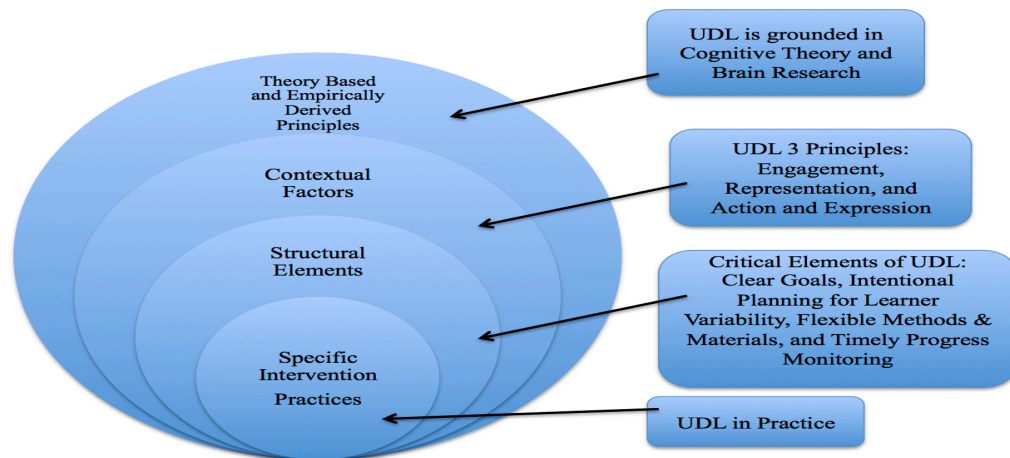 Theory Based
and Empirically
Derived
Principles
Contextual
Factors
Structural
Elements
Specific
Intervention
Practices
UDL is grounded in
Cognitive Theory and
Brain Research
UDL 3 Principles:
Engagement,
Representation, and
Action and Expression
Critical Elements of UDL:
Clear Goals, Intentional
Planning for Learner
Variability, Flexible Methods &
Materials, and Timely Progress
Monitoring
UDL in Practice